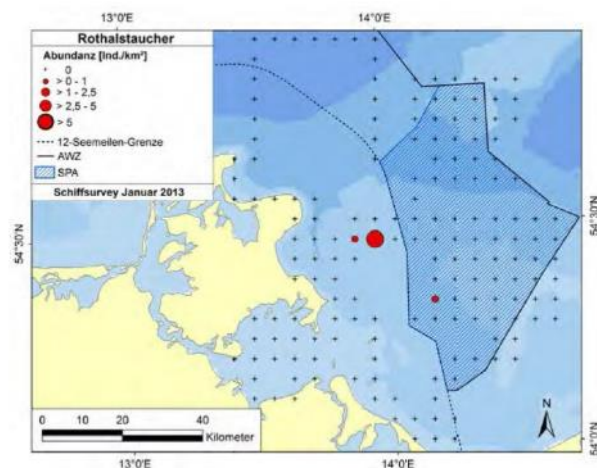 13°0'E
14°0'E
Rothalstaucher
Abundanz [Ind./km²]
0
> 0 - 1
> 1 - 2,5
> 2,5 - 5
> 5
12-Seemeilen-Grenze
AWZ
SPA
Schiffsurvey Januar 2013
54°30'N
54°30'N
N
0 10 20 40
Kilometer
54°0'N
13°0'E
14°0'E